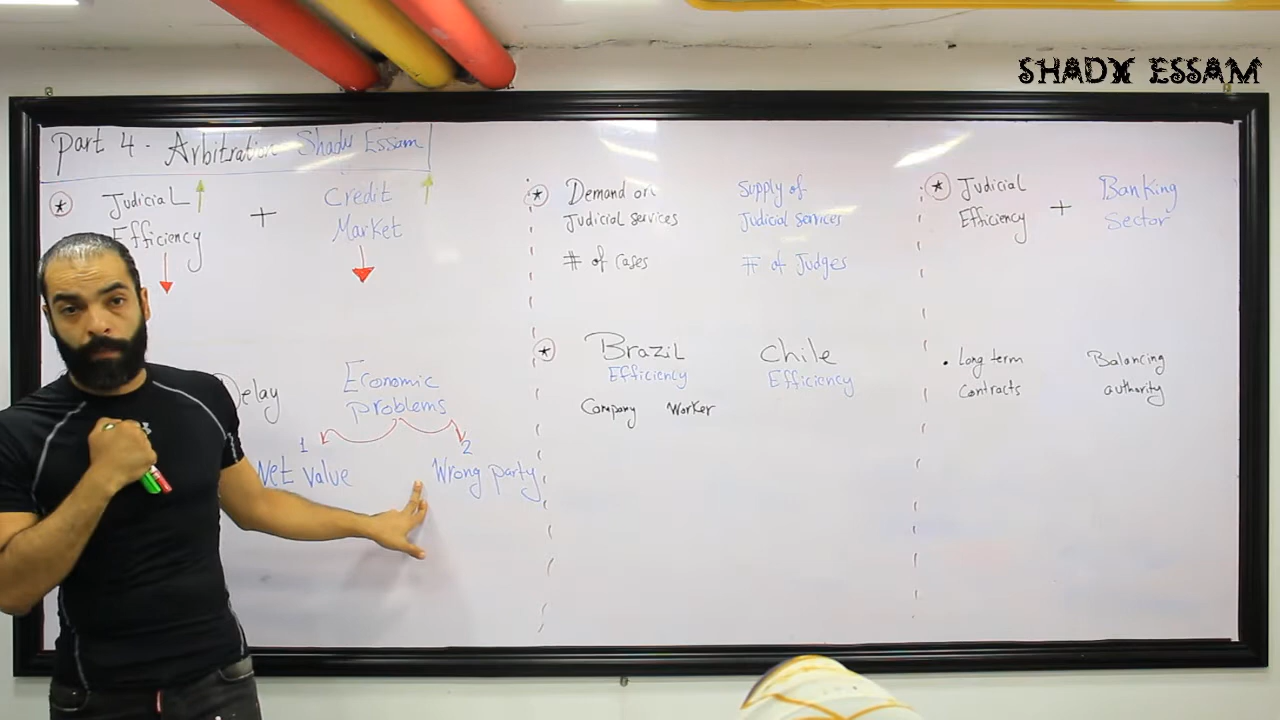 SHADY ESSAM
Part 4 - Arbitration Shady Essam
Judicial
Efficiency
+
Credit
Market
Delay
Economic
problems
1
2
Net value
Wrong party
Demand on
Judicial services
# of Cases
Supply of
Judicial services
# of Judges
Brazil
Efficiency
Company Worker
Chile
Efficiency
Judicial
Efficiency
+
Banking
Sector
• Long term
contracts
Balancing
authority